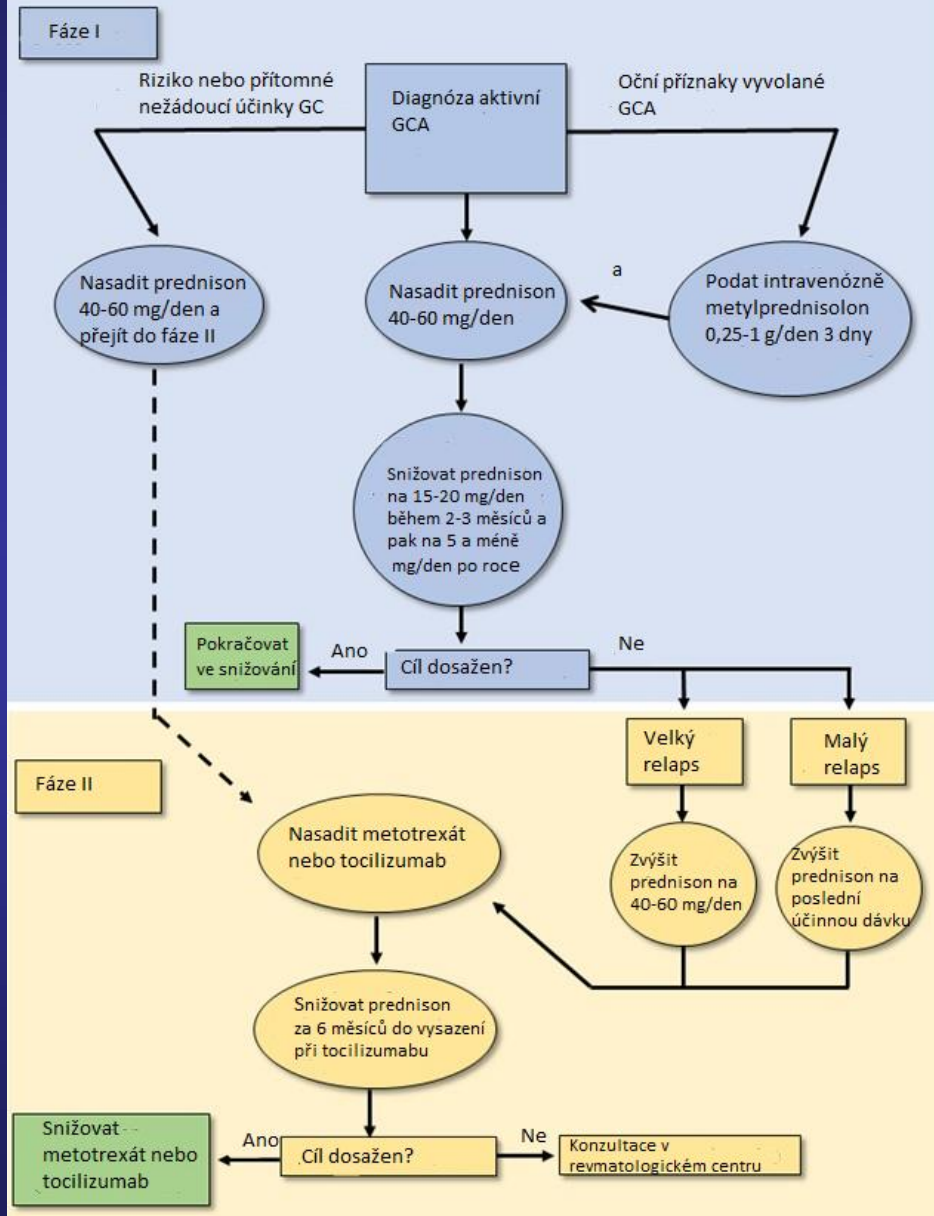 Fáze I
Riziko nebo přítomné
nežádoucí účinky GC
Diagnóza aktivní
GCA
Oční příznaky vyvolané
GCA
Nasadit prednison
40-60 mg/den a
přejít do fáze II
Nasadit prednison
40-60 mg/den
a
Podat intravenózně
metylprednisolon
0,25-1 g/den 3 dny
Snižovat prednison
na 15-20 mg/den
během 2-3 měsíců a
pak na 5 a méně
mg/den po roce
Pokračovat
ve snižování
Ano
Cíl dosažen?
Ne
Velký
relaps
Malý
relaps
Fáze II
Nasadit metotrexát
nebo tocilizumab
Zvýšit
prednison na
40-60 mg/den
Zvýšit
prednison na
poslední
účinnou dávku
Snižovat prednison
za 6 měsíců do vysazení
při tocilizumabu
Snižovat
metotrexát nebo
tocilizumab
Ano
Cíl dosažen?
Ne
Konzultace v
revmatologickém centru